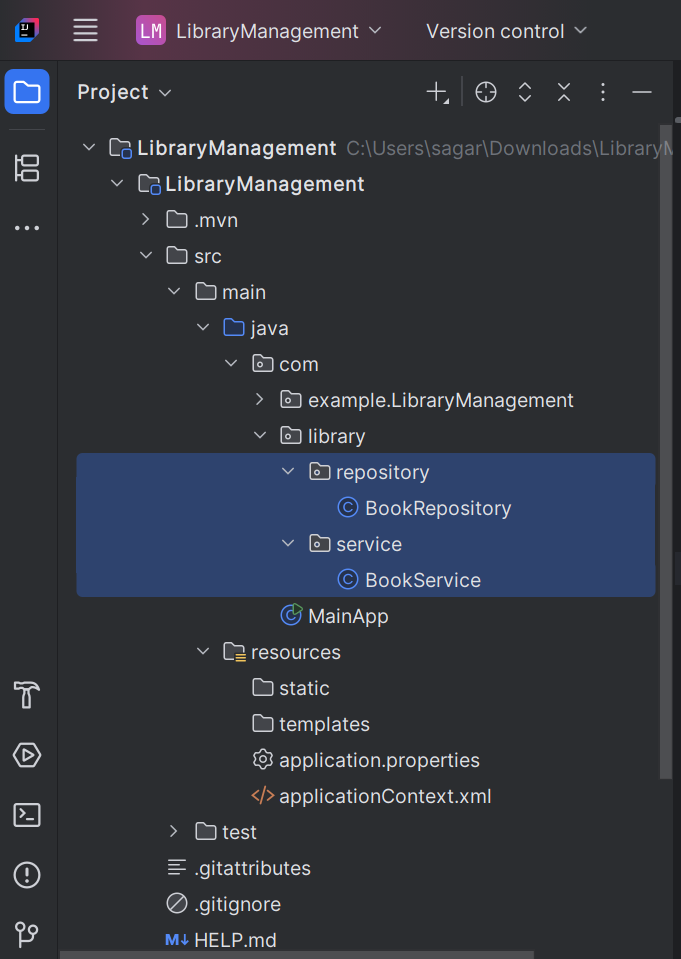 LM LibraryManagement Version control
Project
LibraryManagement C:\Users\sagar\Downloads\LibraryM
LibraryManagement
.mvn
src
main
java
com
example.LibraryManagement
library
repository
C BookRepository
service
C BookService
C MainApp
resources
static
templates
application.properties
</> applicationContext.xml
test
.gitattributes
.gitignore
M↓ HELP.md